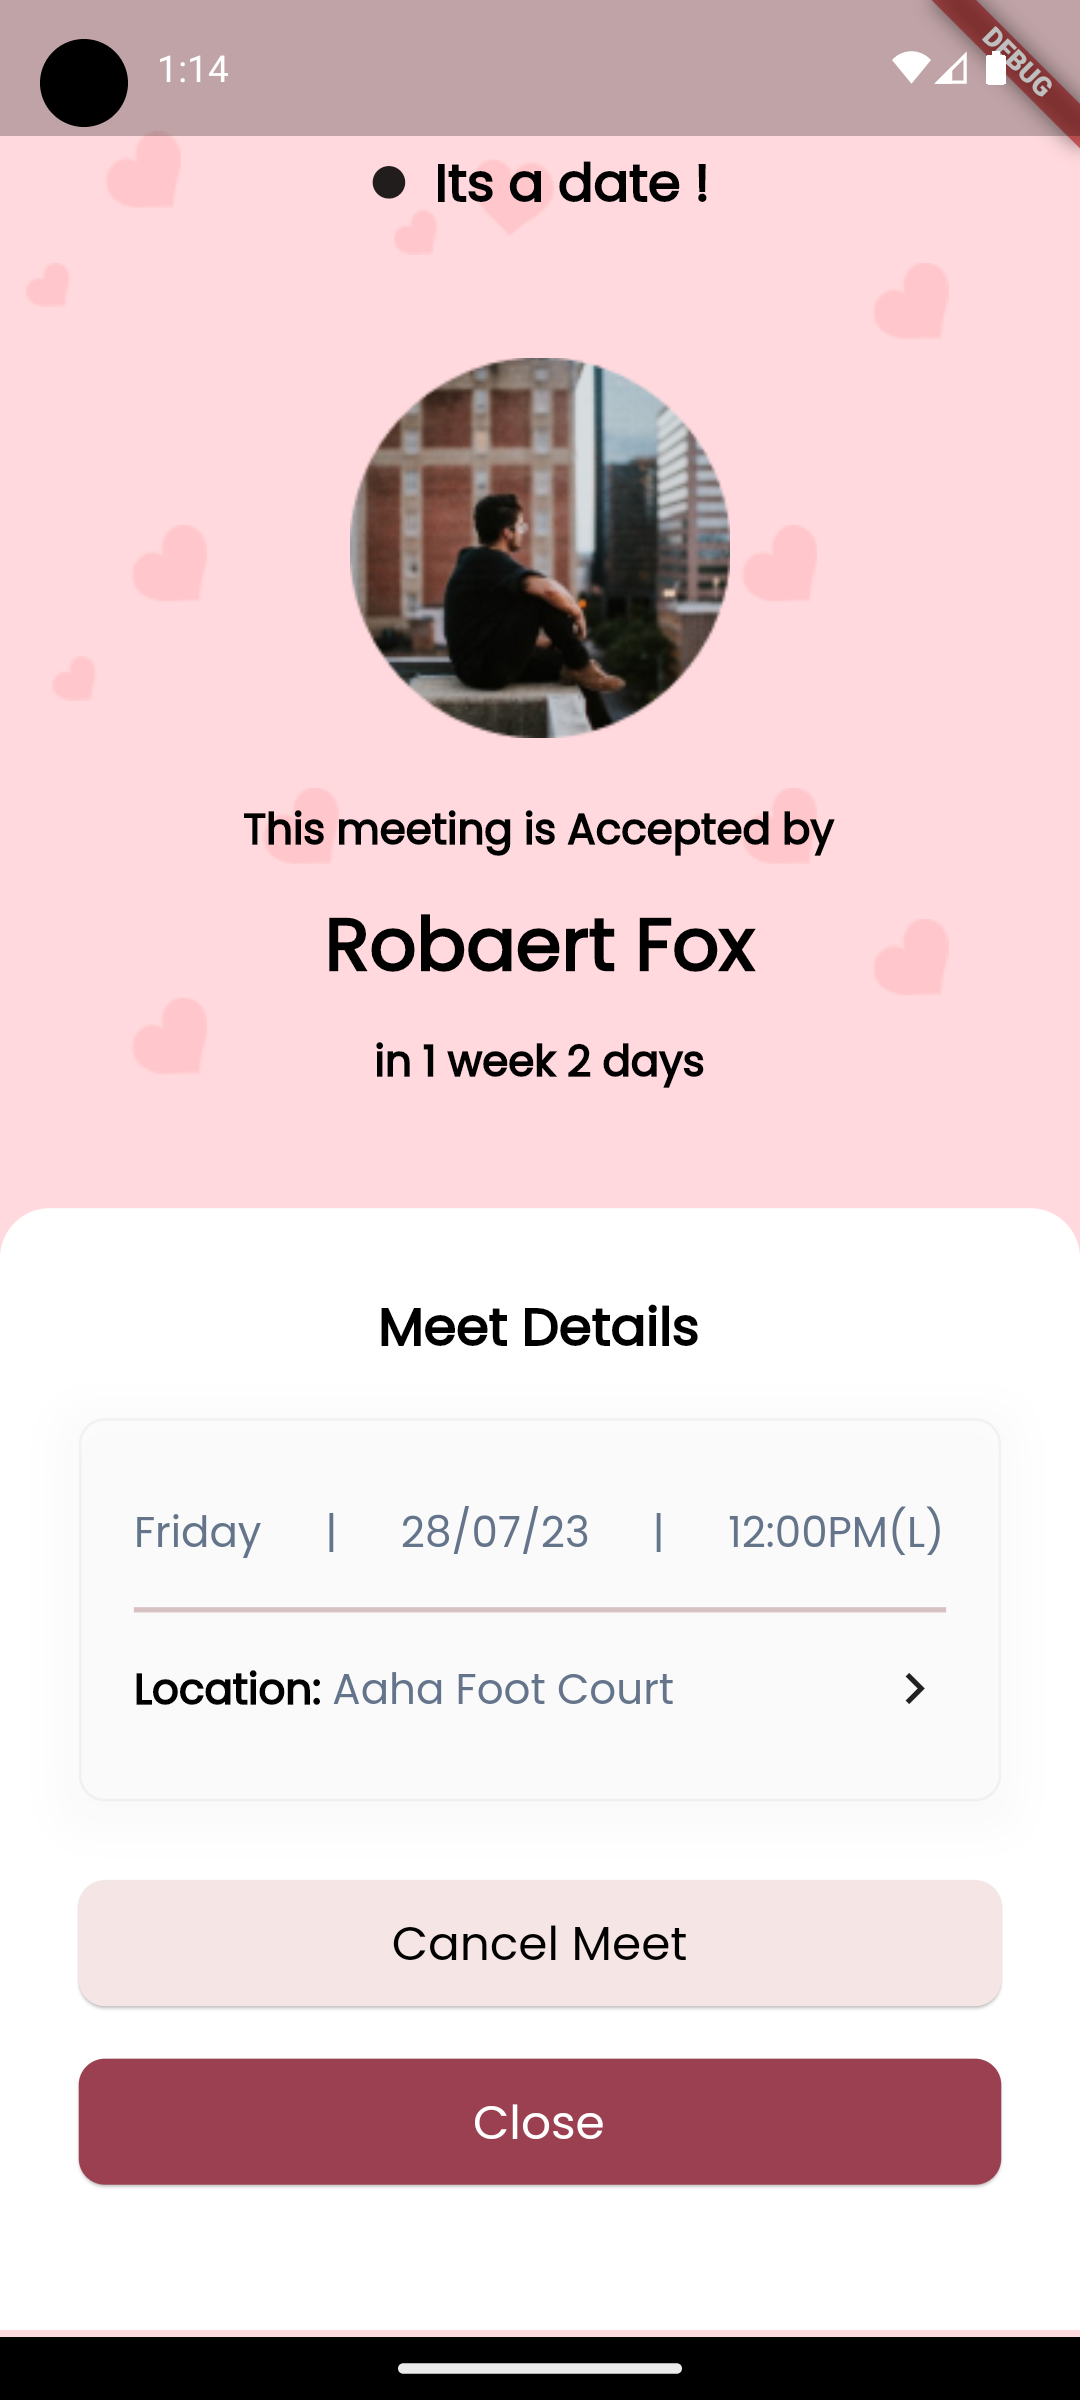 1:14
DEBUG
Its a date !
This meeting is Accepted by
Robaert Fox
in 1 week 2 days
Meet Details
Friday | 28/07/23 | 12:00PM(L)
Location: Aaha Foot Court
Cancel Meet
Close